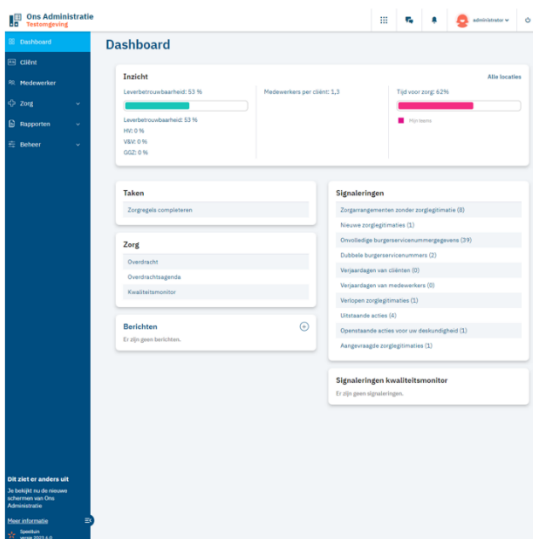 Ons Administratie
Testomgeving
administrator
Dashboard
Cliënt
Medewerker
Zorg
Rapporten
Beheer
Dashboard
Inzicht
Alle locaties
Leverbetrouwbaarheid: 53 %
Medewerkers per cliënt: 1,3
Tijd voor zorg: 62%
Leverbetrouwbaarheid: 53 %
HV: 0 %
V&V: 0 %
GGZ: 0 %
Mijn teams
Taken
Zorgregels completeren
Zorg
Overdracht
Overdrachtsagenda
Kwaliteitsmonitor
Berichten
Er zijn geen berichten.
Signaleringen
Zorgarrangementen zonder zorglegitimatie (8)
Nieuwe zorglegitimaties (1)
Onvolledige burgerservicenummergegevens (39)
Dubbele burgerservicenummers (2)
Verjaardagen van cliënten (0)
Verjaardagen van medewerkers (0)
Verlopen zorglegitimaties (1)
Uitstaande acties (4)
Openstaande acties voor uw deskundigheid (1)
Aangevraagde zorglegitimaties (1)
Signaleringen kwaliteitsmonitor
Er zijn geen signaleringen.
Dit ziet er anders uit
Je bekijkt nu de nieuwe
schermen van Ons
Administratie
Meer informatie